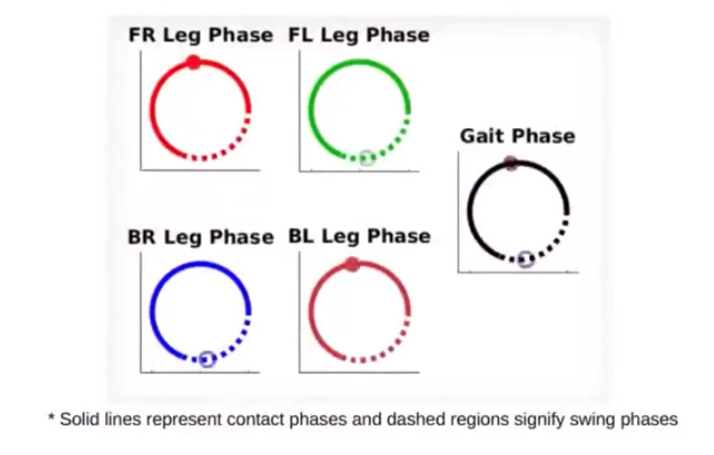 FR Leg Phase FL Leg Phase
Gait Phase
BR Leg Phase BL Leg Phase
* Solid lines represent contact phases and dashed regions signify swing phases